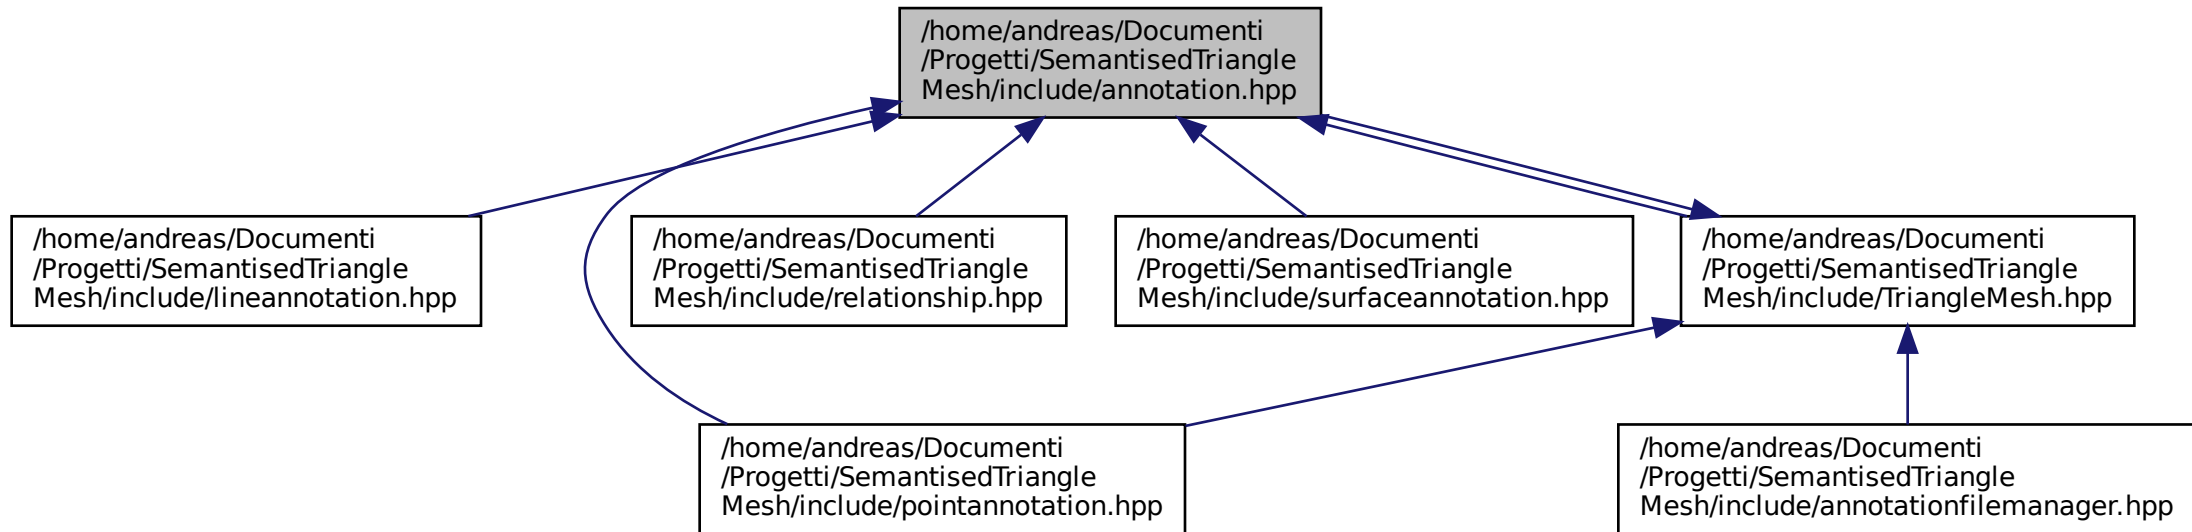 /home/andreas/Documenti
/Progetti/SemantisedTriangle
Mesh/include/annotation.hpp
/home/andreas/Documenti
/Progetti/SemantisedTriangle
Mesh/include/lineannotation.hpp
/home/andreas/Documenti
/Progetti/SemantisedTriangle
Mesh/include/relationship.hpp
/home/andreas/Documenti
/Progetti/SemantisedTriangle
Mesh/include/surfaceannotation.hpp
/home/andreas/Documenti
/Progetti/SemantisedTriangle
Mesh/include/TriangleMesh.hpp
/home/andreas/Documenti
/Progetti/SemantisedTriangle
Mesh/include/pointannotation.hpp
/home/andreas/Documenti
/Progetti/SemantisedTriangle
Mesh/include/annotationfilemanager.hpp